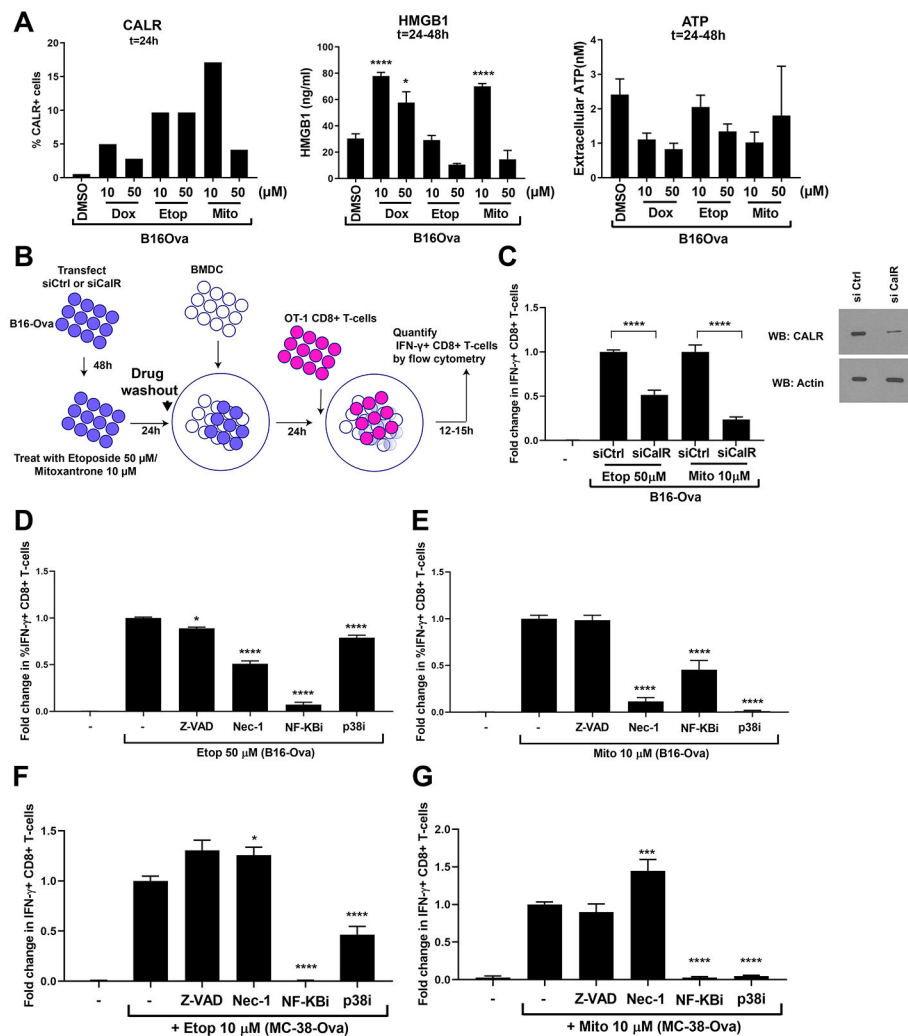 A
CALR
t=24h
% CALR+ cells
20
15
10
5
0
DMSO
10 50 10 50 10 50 (μM)
Dox Etop Mito
B16Ova
HMGB1
t=24-48h
HMGB1 (ng/ml)
100
80
60
40
20
0
**** * ****
DMSO
10 50 10 50 10 50 (μM)
Dox Etop Mito
B16Ova
ATP
t=24-48h
Extracellular ATP(nM)
4
3
2
1
0
DMSO
10 50 10 50 10 50 (μM)
Dox Etop Mito
B16Ova
B
Transfect
siCtrl or siCalR
B16-Ova
48h
Treat with Etoposide 50 μM/
Mitoxantrone 10 μM
Drug
washout
24h
BMDC
24h
OT-1 CD8+ T-cells
Quantify
IFN-γ+ CD8+ T-cells
by flow cytometry
12-15h
C
Fold change in IFN-γ+ CD8+ T-cells
1.5
1.0
0.5
0.0
**** ****
- siCtrl siCalR siCtrl siCalR
Etop 50μM Mito 10μM
B16-Ova
si Ctrl
si CalR
WB: CALR
WB: Actin
D
Fold change in %IFN-γ+ CD8+ T-cells
1.5
1.0
0.5
0.0
* **** **** ****
- - Z-VAD Nec-1 NF-KBi p38i
Etop 50 μM (B16-Ova)
E
Fold change in %IFN-γ+ CD8+ T-cells
1.5
1.0
0.5
0.0
**** **** ****
- - Z-VAD Nec-1 NF-KBi p38i
Mito 10 μM (B16-Ova)
F
Fold change in IFN-γ+ CD8+ T-cells
1.5
1.0
0.5
0.0
* **** ****
- - Z-VAD Nec-1 NF-KBi p38i
+ Etop 10 μM (MC-38-Ova)
G
Fold change in IFN-γ+ CD8+ T-cells
2.0
1.5
1.0
0.5
0.0
*** **** ****
- - Z-VAD Nec-1 NF-KBi p38i
+ Mito 10 μM (MC-38-Ova)